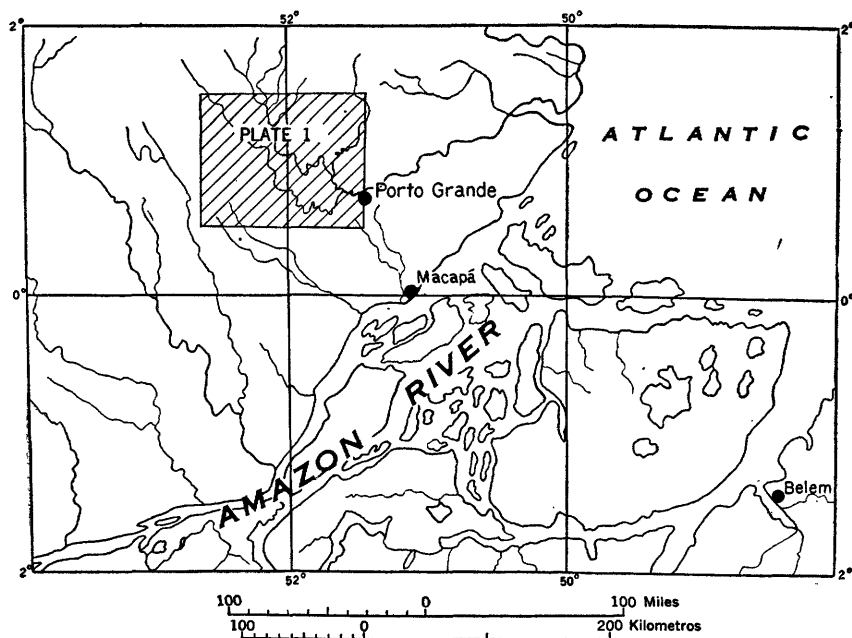 52° 50°
2° 2°
PLATE 1
ATLANTIC
OCEAN
Porto Grande
Macapá
0° 0°
AMAZON RIVER
Belem
2° 2°
52° 50°
100 0 100 Miles
100 0 200 Kilometros